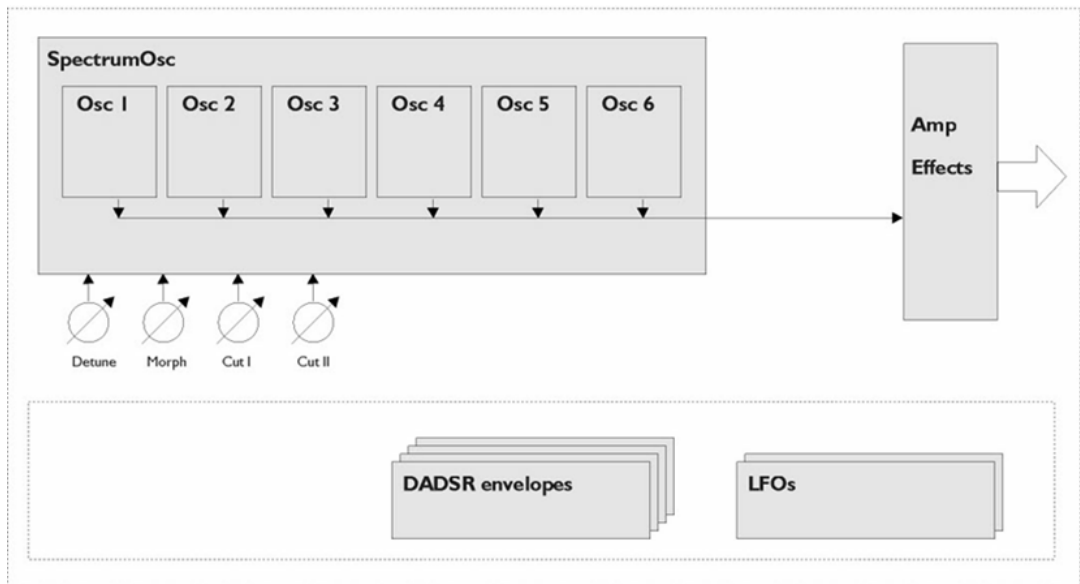 SpectrumOsc
Osc 1 Osc 2 Osc 3 Osc 4 Osc 5 Osc 6
Amp
Effects
Detune Morph Cut I Cut II
DADSR envelopes LFOs